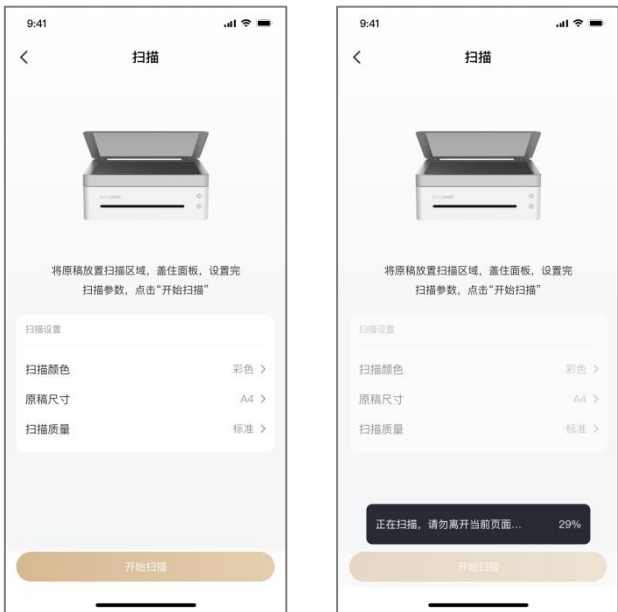 9:41
扫描
将原稿放置扫描区域，盖住面板，设置完
扫描参数，点击“开始扫描”
扫描设置
扫描颜色 彩色
原稿尺寸 A4
扫描质量 标准
开始扫描
9:41
扫描
将原稿放置扫描区域，盖住面板，设置完
扫描参数，点击“开始扫描”
扫描设置
扫描颜色 彩色
原稿尺寸 A4
扫描质量 标准
正在扫描，请勿离开当前页面... 29%
开始扫描